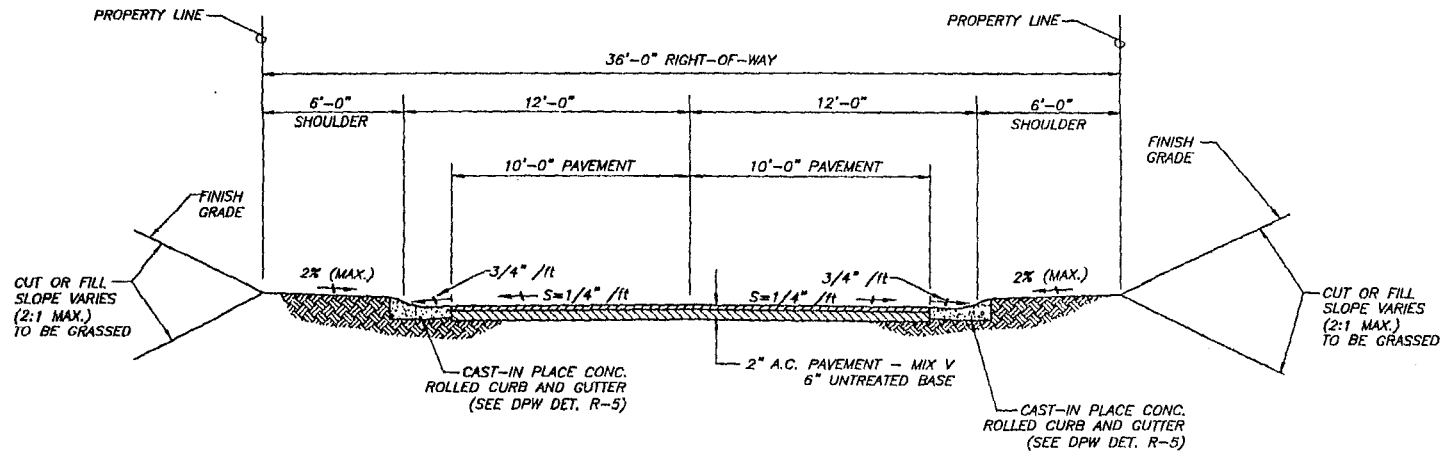 PROPERTY LINE
PROPERTY LINE
36'-0" RIGHT-OF-WAY
6'-0"
SHOULDER
12'-0"
12'-0"
6'-0"
SHOULDER
10'-0" PAVEMENT
10'-0" PAVEMENT
FINISH
GRADE
FINISH
GRADE
CUT OR FILL
SLOPE VARIES
(2:1 MAX.)
TO BE GRASSED
2% (MAX.)
3/4" /ft
S=1/4" /ft
S=1/4" /ft
3/4" /ft
2% (MAX.)
CUT OR FILL
SLOPE VARIES
(2:1 MAX.)
TO BE GRASSED
CAST-IN PLACE CONC.
ROLLED CURB AND GUTTER
(SEE DPW DET. R-5)
2" A.C. PAVEMENT - MIX V
6" UNTREATED BASE
CAST-IN PLACE CONC.
ROLLED CURB AND GUTTER
(SEE DPW DET. R-5)